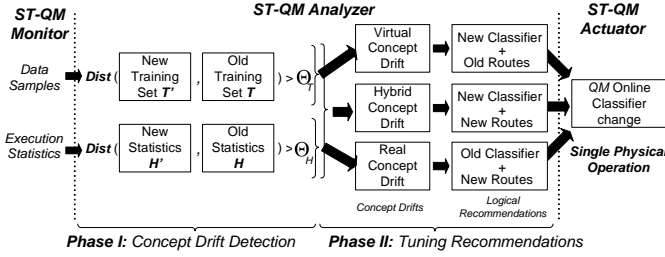 ST-QM
Monitor
ST-QM Analyzer
ST-QM
Actuator
Data
Samples
Dist ( New Training Set T' , Old Training Set T ) > Θ_T
Execution
Statistics
Dist ( New Statistics H' , Old Statistics H ) > Θ_H
Virtual
Concept
Drift
New Classifier
+
Old Routes
Hybrid
Concept
Drift
New Classifier
+
New Routes
Real
Concept
Drift
Old Classifier
+
New Routes
QM Online
Classifier
change
Single Physical
Operation
Concept Drifts
Logical
Recommendations
Phase I: Concept Drift Detection
Phase II: Tuning Recommendations